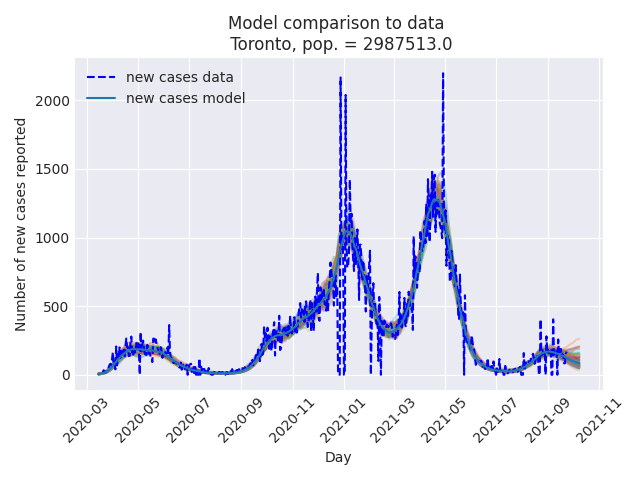 Model comparison to data
Toronto, pop. = 2987513.0
new cases data
new cases model
Number of new cases reported
2000
1500
1000
500
0
2020-03
2020-05
2020-07
2020-09
2020-11
2021-01
2021-03
2021-05
2021-07
2021-09
2021-11
Day